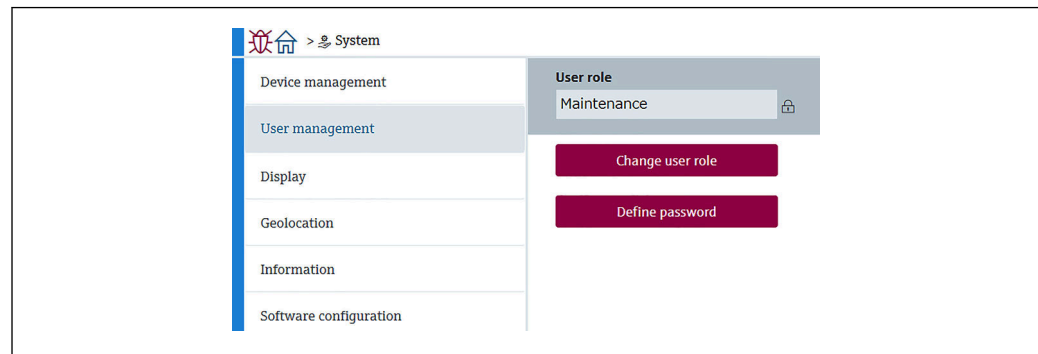 > System
Device management
User management
Display
Geolocation
Information
Software configuration
User role
Maintenance
Change user role
Define password